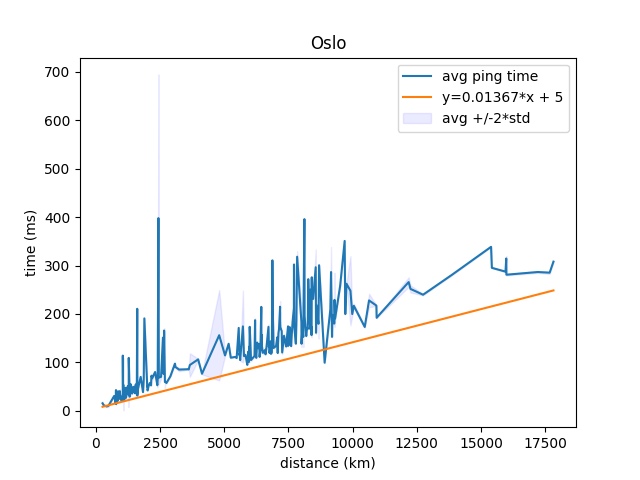 Oslo
700
600
500
400
300
200
100
0
time (ms)
avg ping time
y=0.01367*x + 5
avg +/-2*std
0 2500 5000 7500 10000 12500 15000 17500
distance (km)